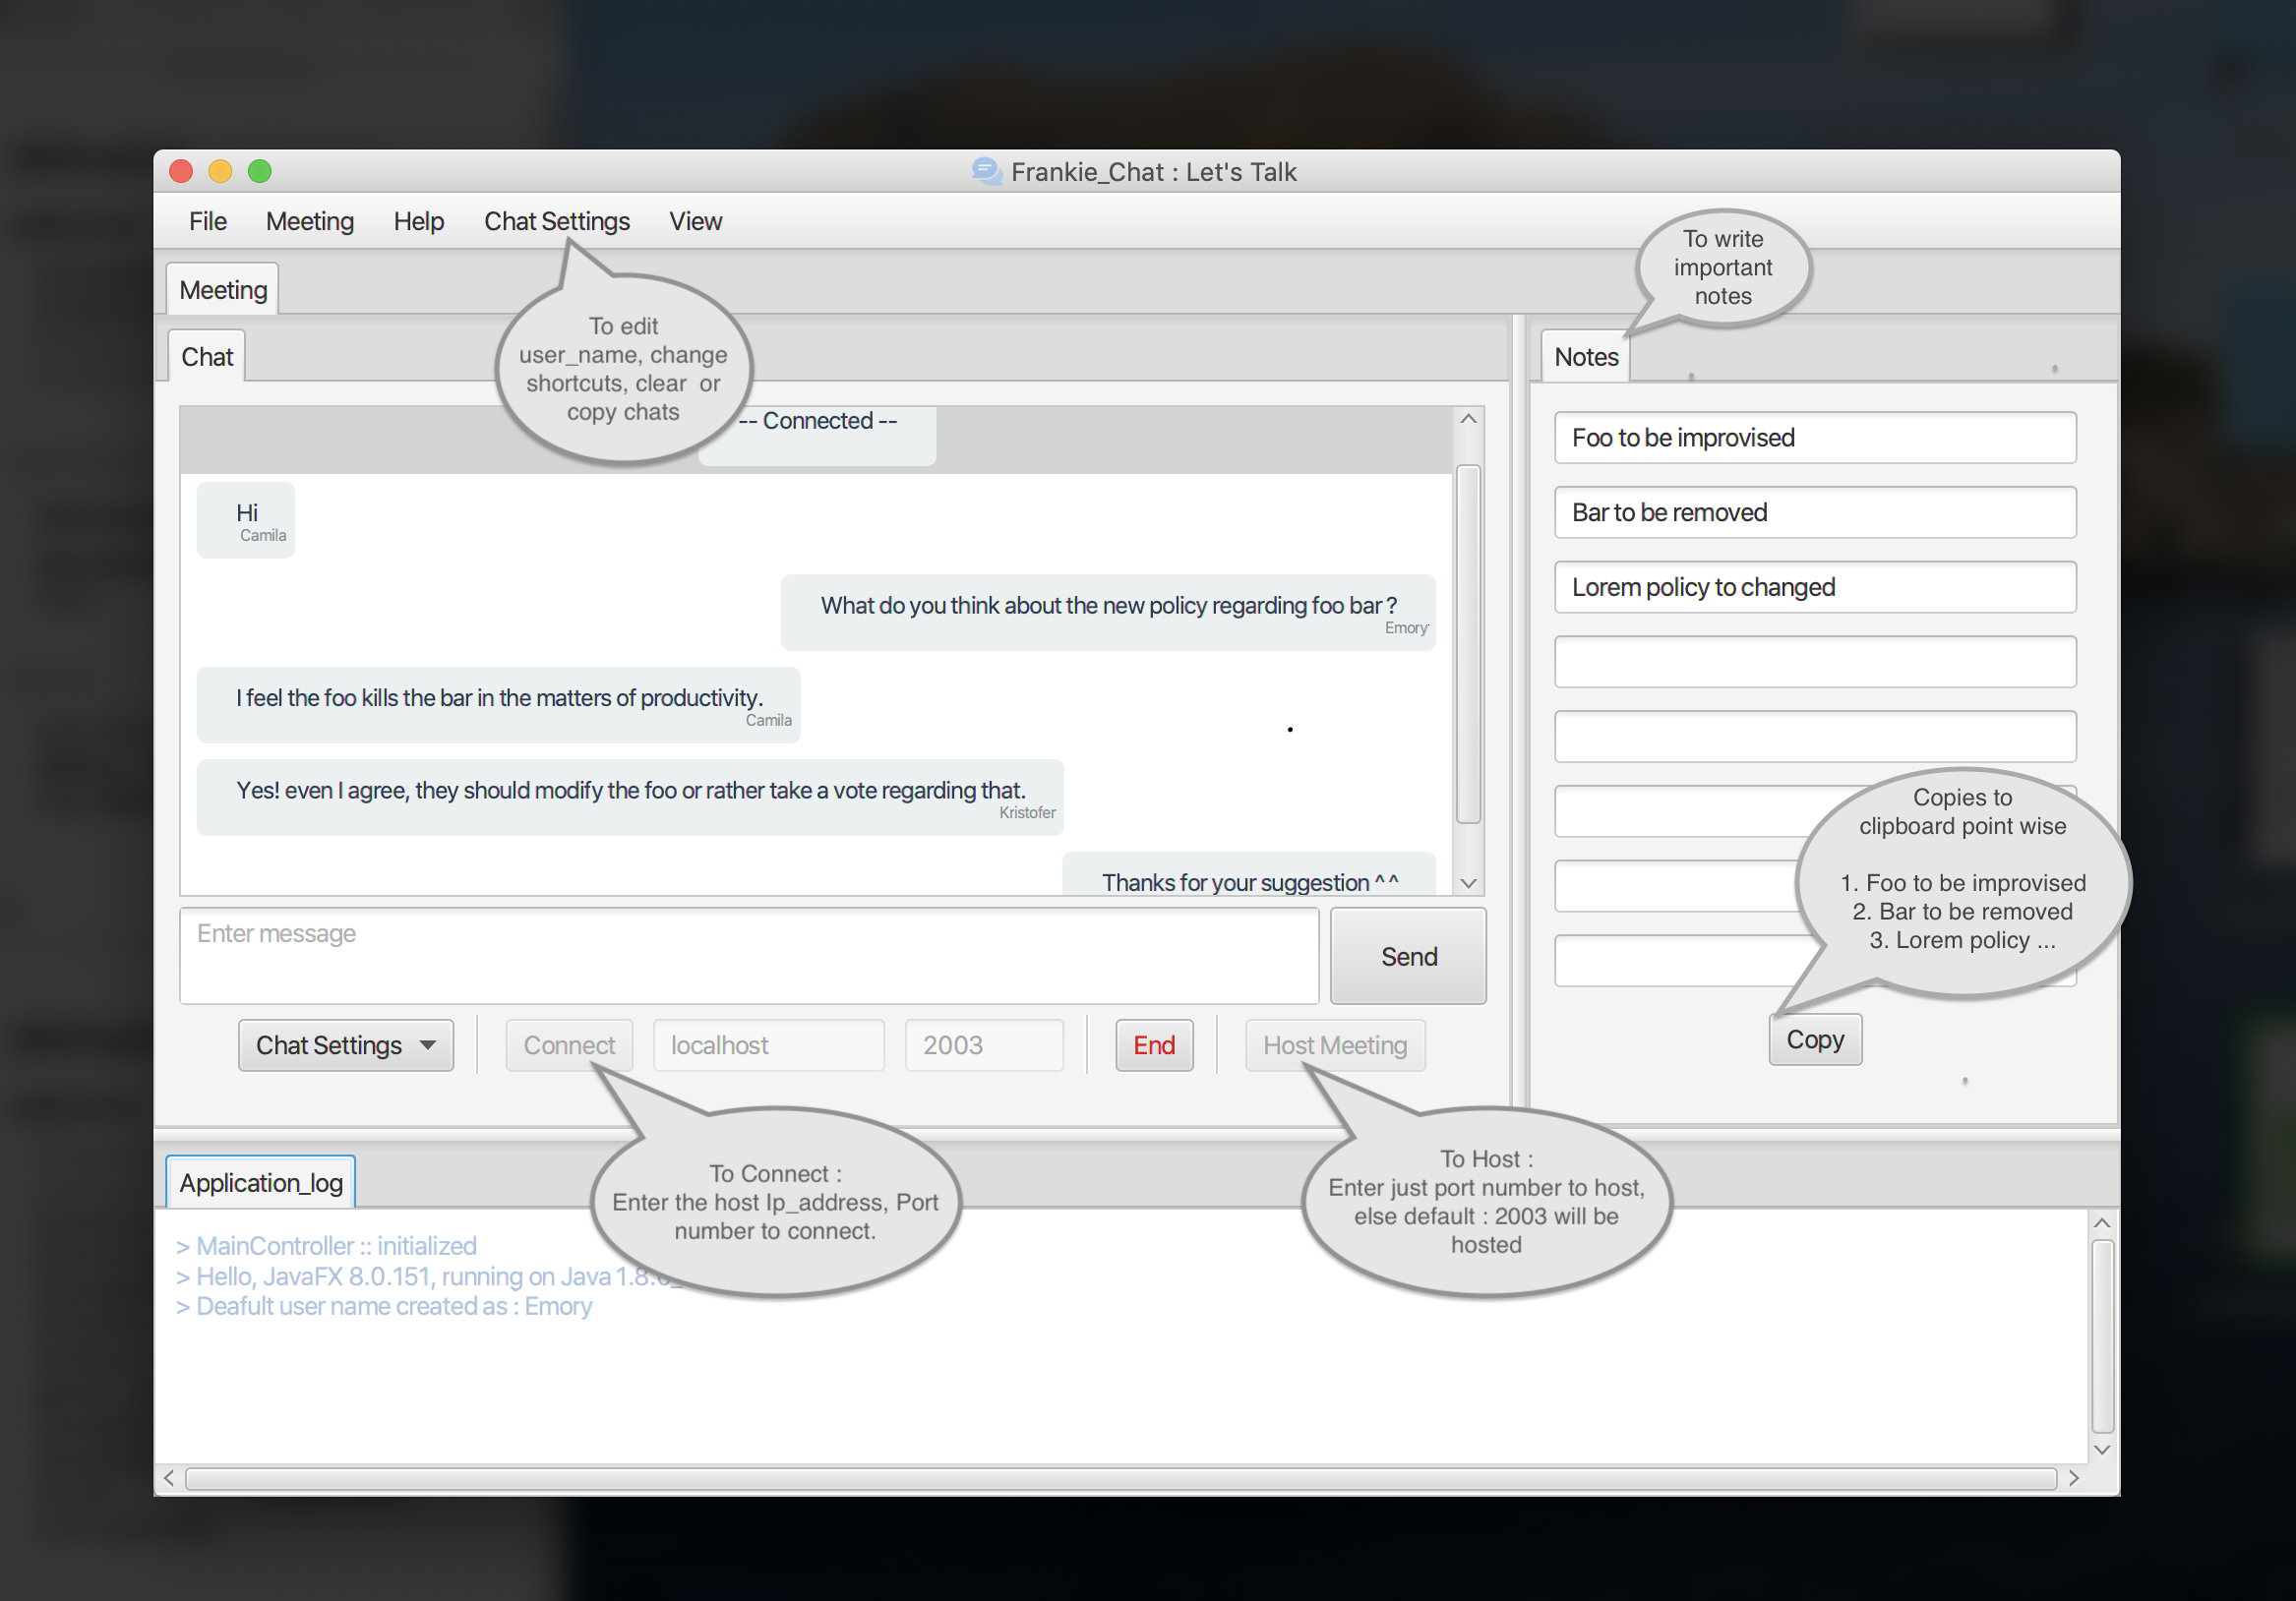 Frankie_Chat : Let's Talk
File Meeting Help Chat Settings View
To write
important
notes
Meeting
To edit
user_name, change
shortcuts, clear or
copy chats
Chat
-- Connected --
Hi
Camila
What do you think about the new policy regarding foo bar ?
Emory
I feel the foo kills the bar in the matters of productivity.
Camila
Yes! even I agree, they should modify the foo or rather take a vote regarding that.
Kristofer
Thanks for your suggestion ^ ^
Enter message
Send
Chat Settings
Connect
localhost
2003
End
Host Meeting
Notes
Foo to be improvised
Bar to be removed
Lorem policy to changed
Copies to
clipboard point wise
1. Foo to be improvised
2. Bar to be removed
3. Lorem policy ...
Copy
To Connect :
Enter the host Ip_address, Port
number to connect.
To Host :
Enter just port number to host,
else default : 2003 will be
hosted
Application_log
> MainController :: initialized
> Hello, JavaFX 8.0.151, running on Java
> Deafult user name created as : Emory